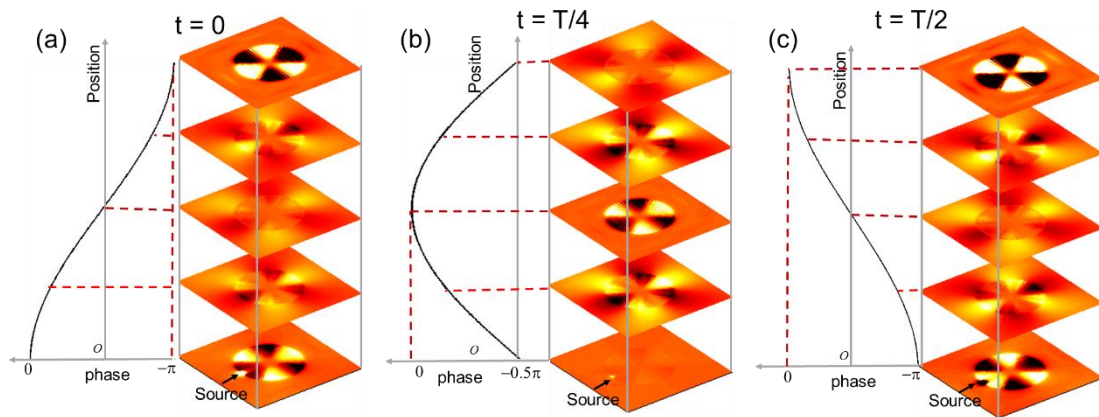 (a)
t = 0
Position
O
0
phase
−π
Source
(b)
t = T/4
Position
O
0
phase
−0.5π
Source
(c)
t = T/2
Position
O
0
phase
−π
Source